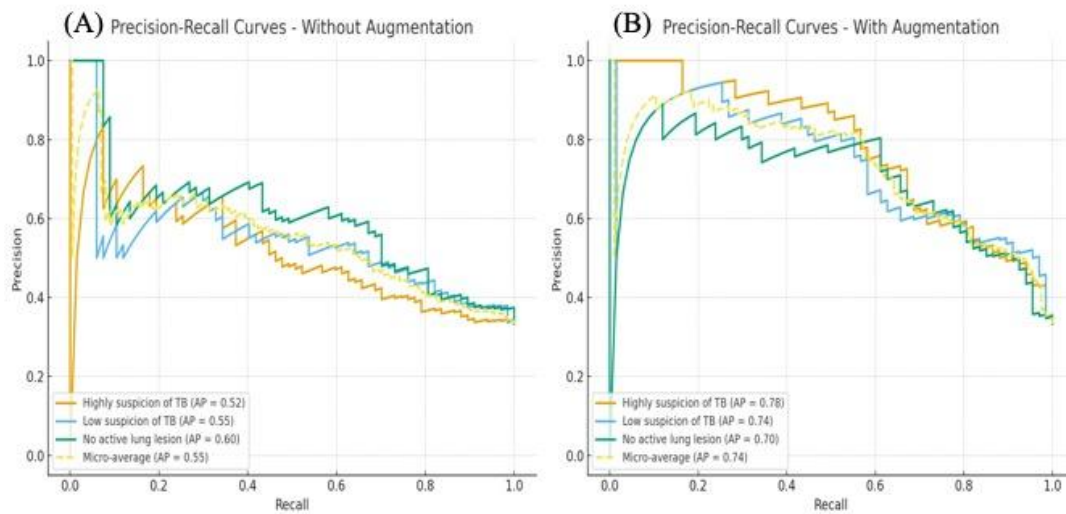 (A) Precision-Recall Curves - Without Augmentation
1.0
0.8
0.6
0.4
0.2
0.0
Precision
Highly suspicion of TB (AP = 0.52)
Low suspicion of TB (AP = 0.55)
No active lung lesion (AP = 0.60)
Micro-average (AP = 0.55)
0.0 0.2 0.4 0.6 0.8 1.0
Recall
(B) Precision-Recall Curves - With Augmentation
1.0
0.8
0.6
0.4
0.2
0.0
Precision
Highly suspicion of TB (AP = 0.78)
Low suspicion of TB (AP = 0.74)
No active lung lesion (AP = 0.70)
Micro-average (AP = 0.74)
0.0 0.2 0.4 0.6 0.8 1.0
Recall